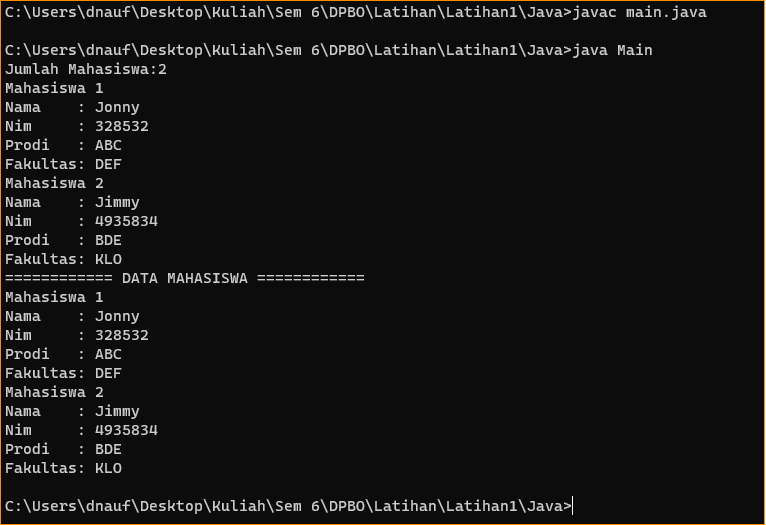 C:\Users\dnauf\Desktop\Kuliah\Sem 6\DPBO\Latihan\Latihan1\Java>javac main.java
C:\Users\dnauf\Desktop\Kuliah\Sem 6\DPBO\Latihan\Latihan1\Java>java Main
Jumlah Mahasiswa:2
Mahasiswa 1
Nama    : Jonny
Nim     : 328532
Prodi   : ABC
Fakultas: DEF
Mahasiswa 2
Nama    : Jimmy
Nim     : 4935834
Prodi   : BDE
Fakultas: KLO
============ DATA MAHASISWA ============
Mahasiswa 1
Nama    : Jonny
Nim     : 328532
Prodi   : ABC
Fakultas: DEF
Mahasiswa 2
Nama    : Jimmy
Nim     : 4935834
Prodi   : BDE
Fakultas: KLO
C:\Users\dnauf\Desktop\Kuliah\Sem 6\DPBO\Latihan\Latihan1\Java>